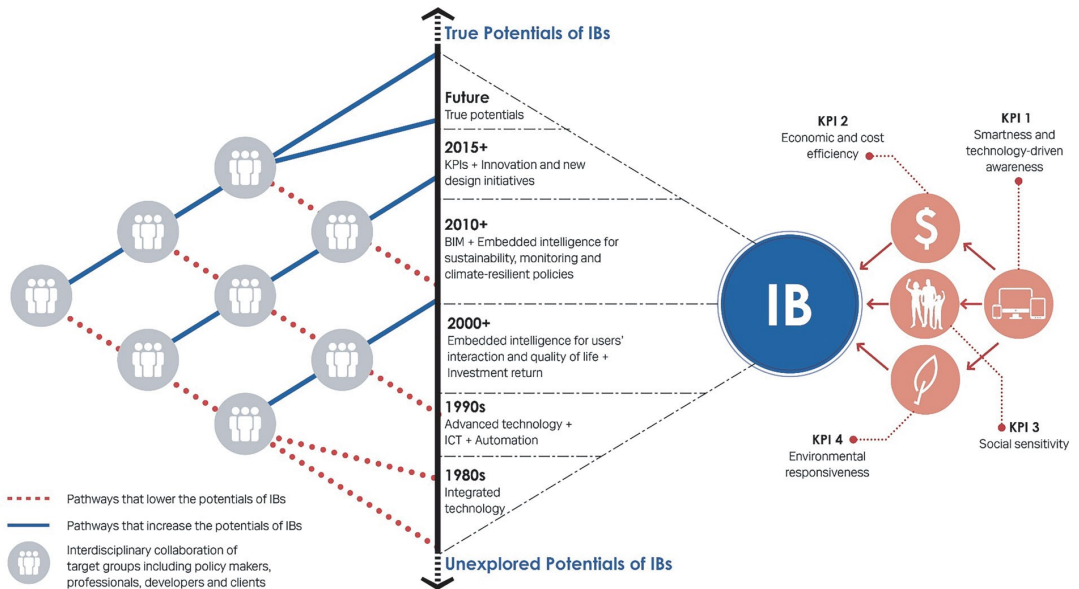 True Potentials of IBs
Future
True potentials
2015+
KPIs + Innovation and new
design initiatives
2010+
BIM + Embedded intelligence for
sustainability, monitoring and
climate-resilient policies
2000+
Embedded intelligence for users'
interaction and quality of life +
Investment return
1990s
Advanced technology +
ICT + Automation
1980s
Integrated
technology
Unexplored Potentials of IBs
IB
KPI 2
Economic and cost
efficiency
KPI 1
Smartness and
technology-driven
awareness
$
KPI 3
Social sensitivity
KPI 4
Environmental
responsiveness
Pathways that lower the potentials of IBs
Pathways that increase the potentials of IBs
Interdisciplinary collaboration of
target groups including policy makers,
professionals, developers and clients